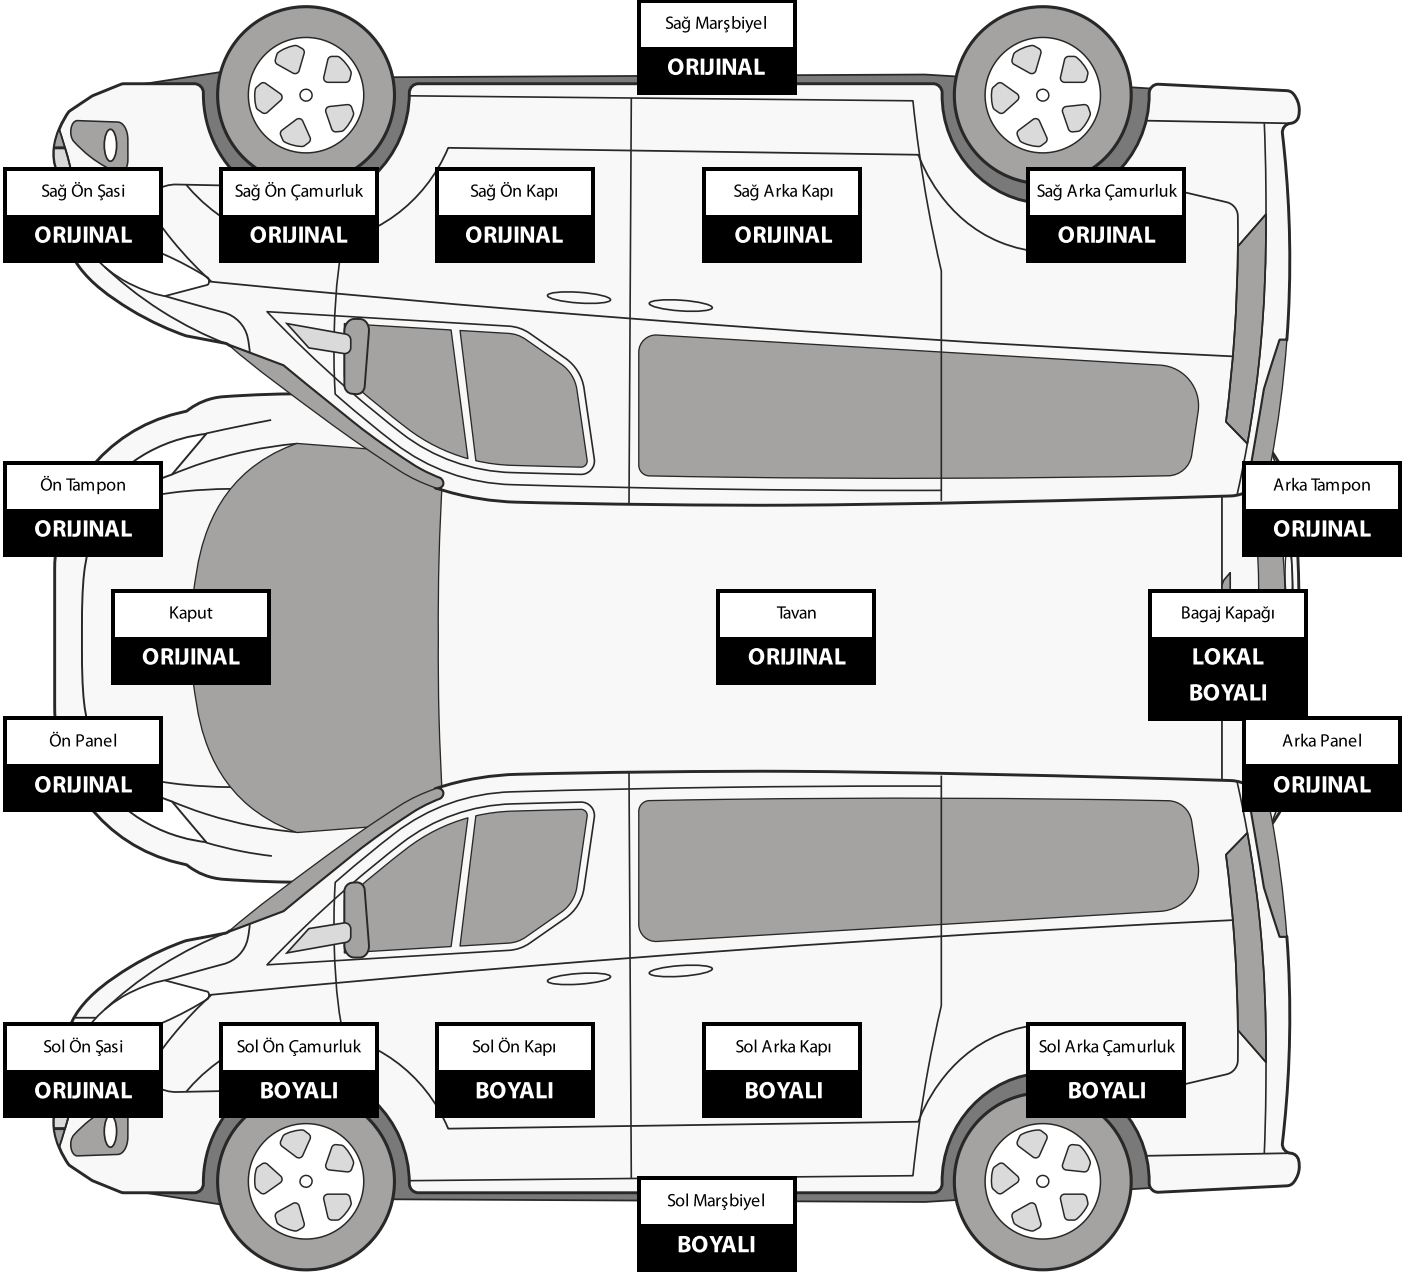 Sağ Marşbiyel
ORIJINAL
Sağ Ön Şasi
ORIJINAL
Sağ Ön Çamurluk
ORIJINAL
Sağ Ön Kapı
ORIJINAL
Sağ Arka Kapı
ORIJINAL
Sağ Arka Çamurluk
ORIJINAL
Ön Tampon
ORIJINAL
Arka Tampon
ORIJINAL
Kaput
ORIJINAL
Tavan
ORIJINAL
Bagaj Kapağı
LOKAL
BOYALI
Ön Panel
ORIJINAL
Arka Panel
ORIJINAL
Sol Ön Şasi
ORIJINAL
Sol Ön Çamurluk
BOYALI
Sol Ön Kapı
BOYALI
Sol Arka Kapı
BOYALI
Sol Arka Çamurluk
BOYALI
Sol Marşbiyel
BOYALI